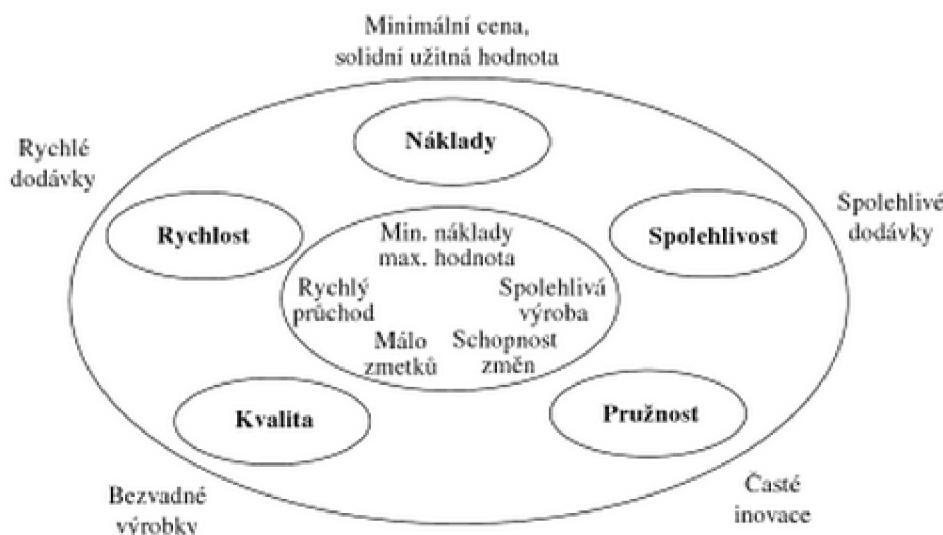 Minimální cena,
solidní užitná hodnota
Náklady
Rychlé
dodávky
Rychlost
Spolehlivost
Spolehlivé
dodávky
Min. náklady
max. hodnota
Rychlý
průchod
Spolehlivá
výroba
Málo
zmetků
Schopnost
změn
Kvalita
Pružnost
Bezvadné
výrobky
Časté
inovace